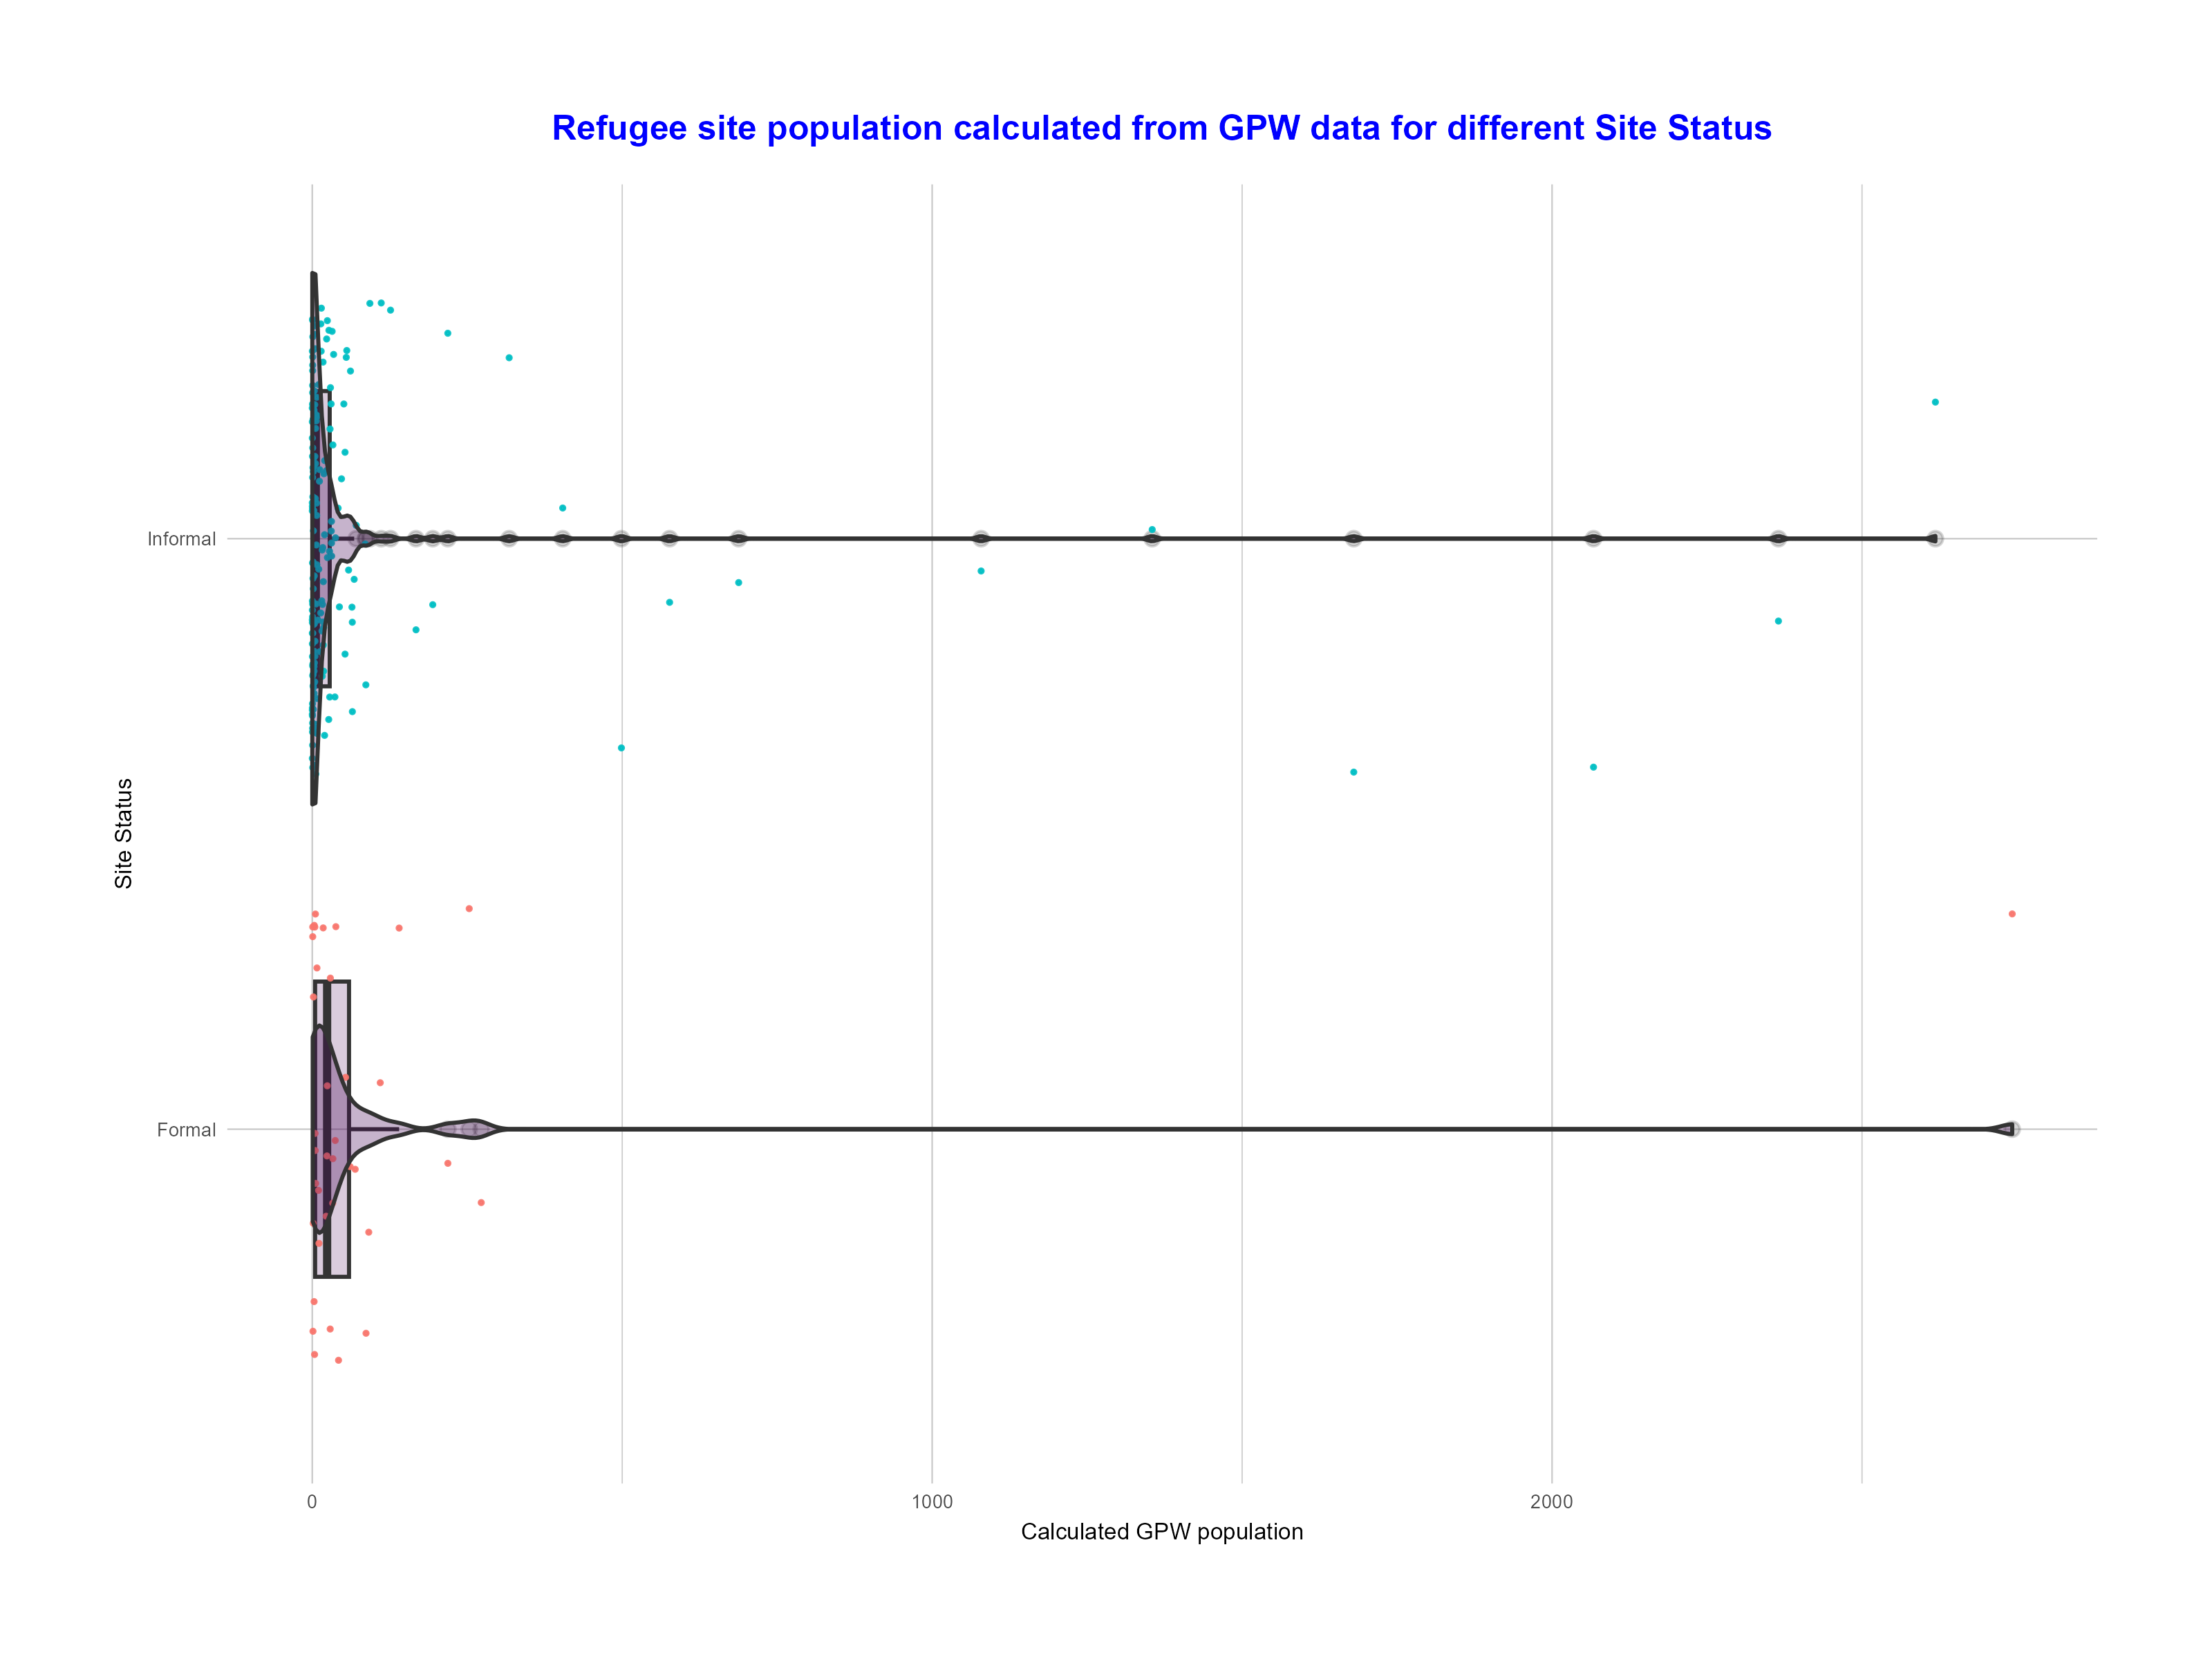 Refugee site population calculated from GPW data for different Site Status
Informal
Site Status
Formal
0
1000
2000
Calculated GPW population